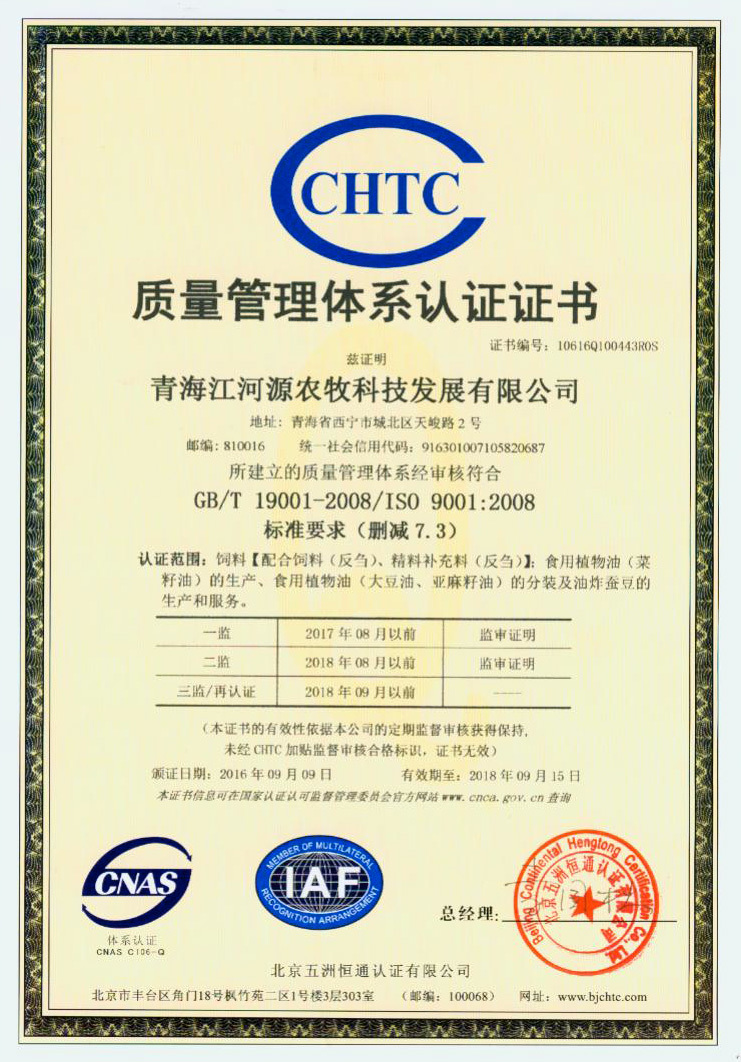 CHTC
质量管理体系认证证书
证书编号：10616Q100443R0S
兹证明
青海江河源农牧科技发展有限公司
地址：青海省西宁市城北区天峻路2号
邮编：810016 统一社会信用代码：916301007105820687
所建立的质量管理体系经审核符合
GB/T 19001-2008/ISO 9001:2008
标准要求（删减7.3）
认证范围：饲料【配合饲料（反刍）、精料补充料（反刍）】；食用植物油（菜
籽油）的生产、食用植物油（大豆油、亚麻籽油）的分装及油炸蚕豆的
生产和服务。
一监 2017年08月以前 监审证明
二监 2018年08月以前 监审证明
三监/再认证 2018年09月以前 ----
（本证书的有效性依据本公司的定期监督审核获得保持，
未经CHTC加贴监督审核合格标识，证书无效）
颁证日期：2016年09月09日 有效期至：2018年09月15日
本证书信息可在国家认证认可监督管理委员会官方网站www.cnca.gov.cn查询
CNAS
体系认证
CNAS C106-Q
MEMBER OF MULTILATERAL
IAF
RECOGNITION ARRANGEMENT
总经理：
Beijing Continental Hengtong Certification Co., Ltd.
北京五洲恒通认证有限公司
北京五洲恒通认证有限公司
北京市丰台区角门18号枫竹苑二区1号楼3层303室 （邮编：100068） 网址：www.bjchtc.com